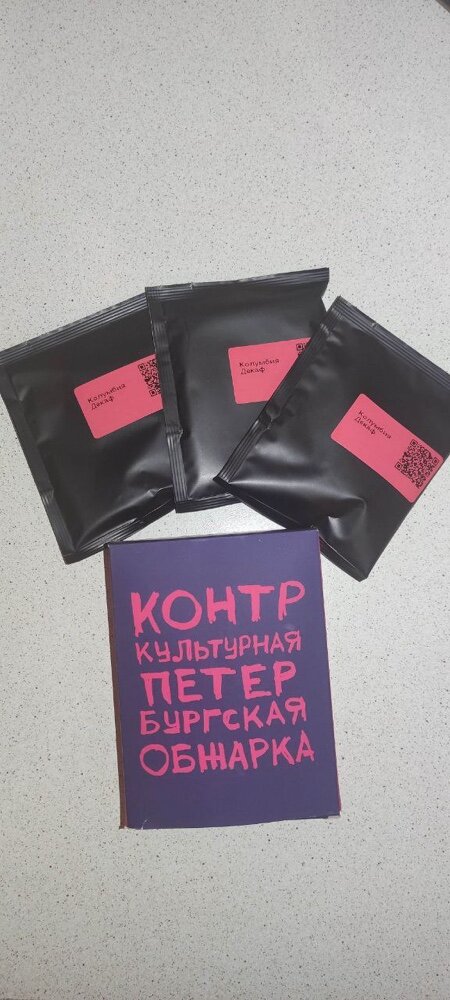 Колумбия
Декаф
Колумбия
Декаф
Колумбия
Декаф
КОНТР
КУЛЬТУРНАЯ
ПЕТЕР
БУРГСКАЯ
ОБЖАРКА